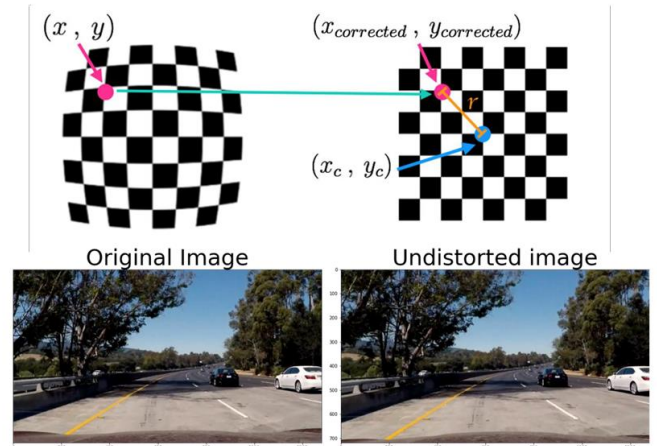 (x , y)
(x_corrected , y_corrected)
r
(x_c , y_c)
Original Image
Undistorted image